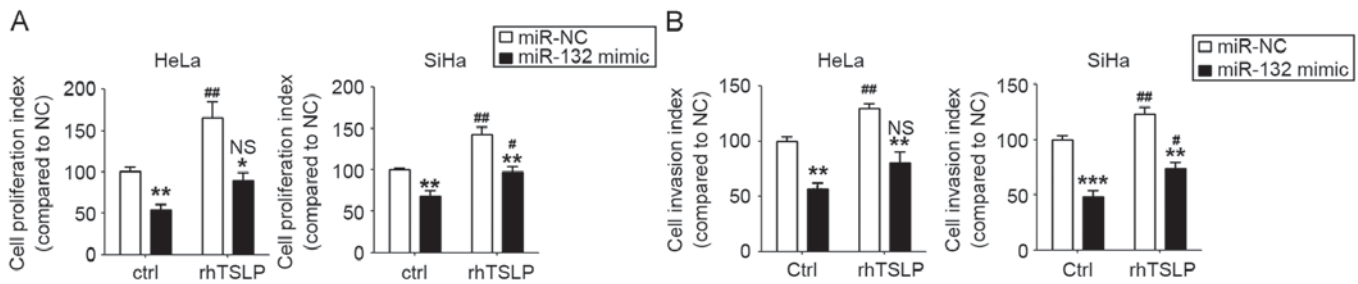 A
HeLa
Cell proliferation index
(compared to NC)
200
150
100
50
0
**
##
NS
*
ctrl
rhTSLP
SiHa
miR-NC
miR-132 mimic
Cell proliferation index
(compared to NC)
200
150
100
50
0
**
##
#
**
ctrl
rhTSLP
B
HeLa
Cell invasion index
(compared to NC)
150
100
50
0
**
##
NS
**
Ctrl
rhTSLP
SiHa
miR-NC
miR-132 mimic
Cell invasion index
(compared to NC)
150
100
50
0
***
##
#
**
Ctrl
rhTSLP